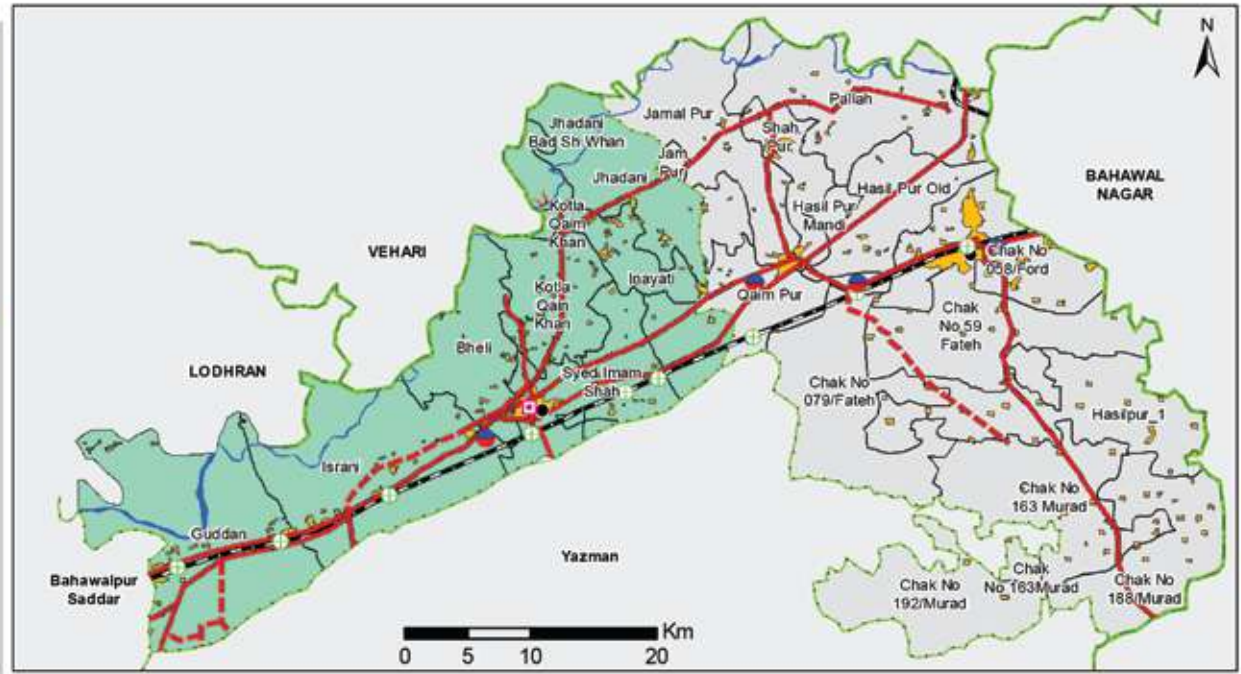 N
Pallah
Jamal Pur
Shah
Pur
Jhadani
Bad Sh Whan
Jam
Pur
Jhadani
BAHAWAL
NAGAR
Hasil Pur Old
Hasil Pur
Mandi
Kotla
Qaim
Khan
VEHARI
Inayati
Chak No
058/Ford
Kotla
Qain
Khan
Qaim Pur
Chak
No 59
Fateh
Bheli
LODHRAN
Syed Imam
Shah
Chak No
079/Fateh
Hasilpur_1
Israni
Chak No
163 Murad
Guddan
Yazman
Bahawalpur
Saddar
Chak No
192/Murad
Chak
No 163Murad
Chak No
188/Murad
Km
0 5 10 20